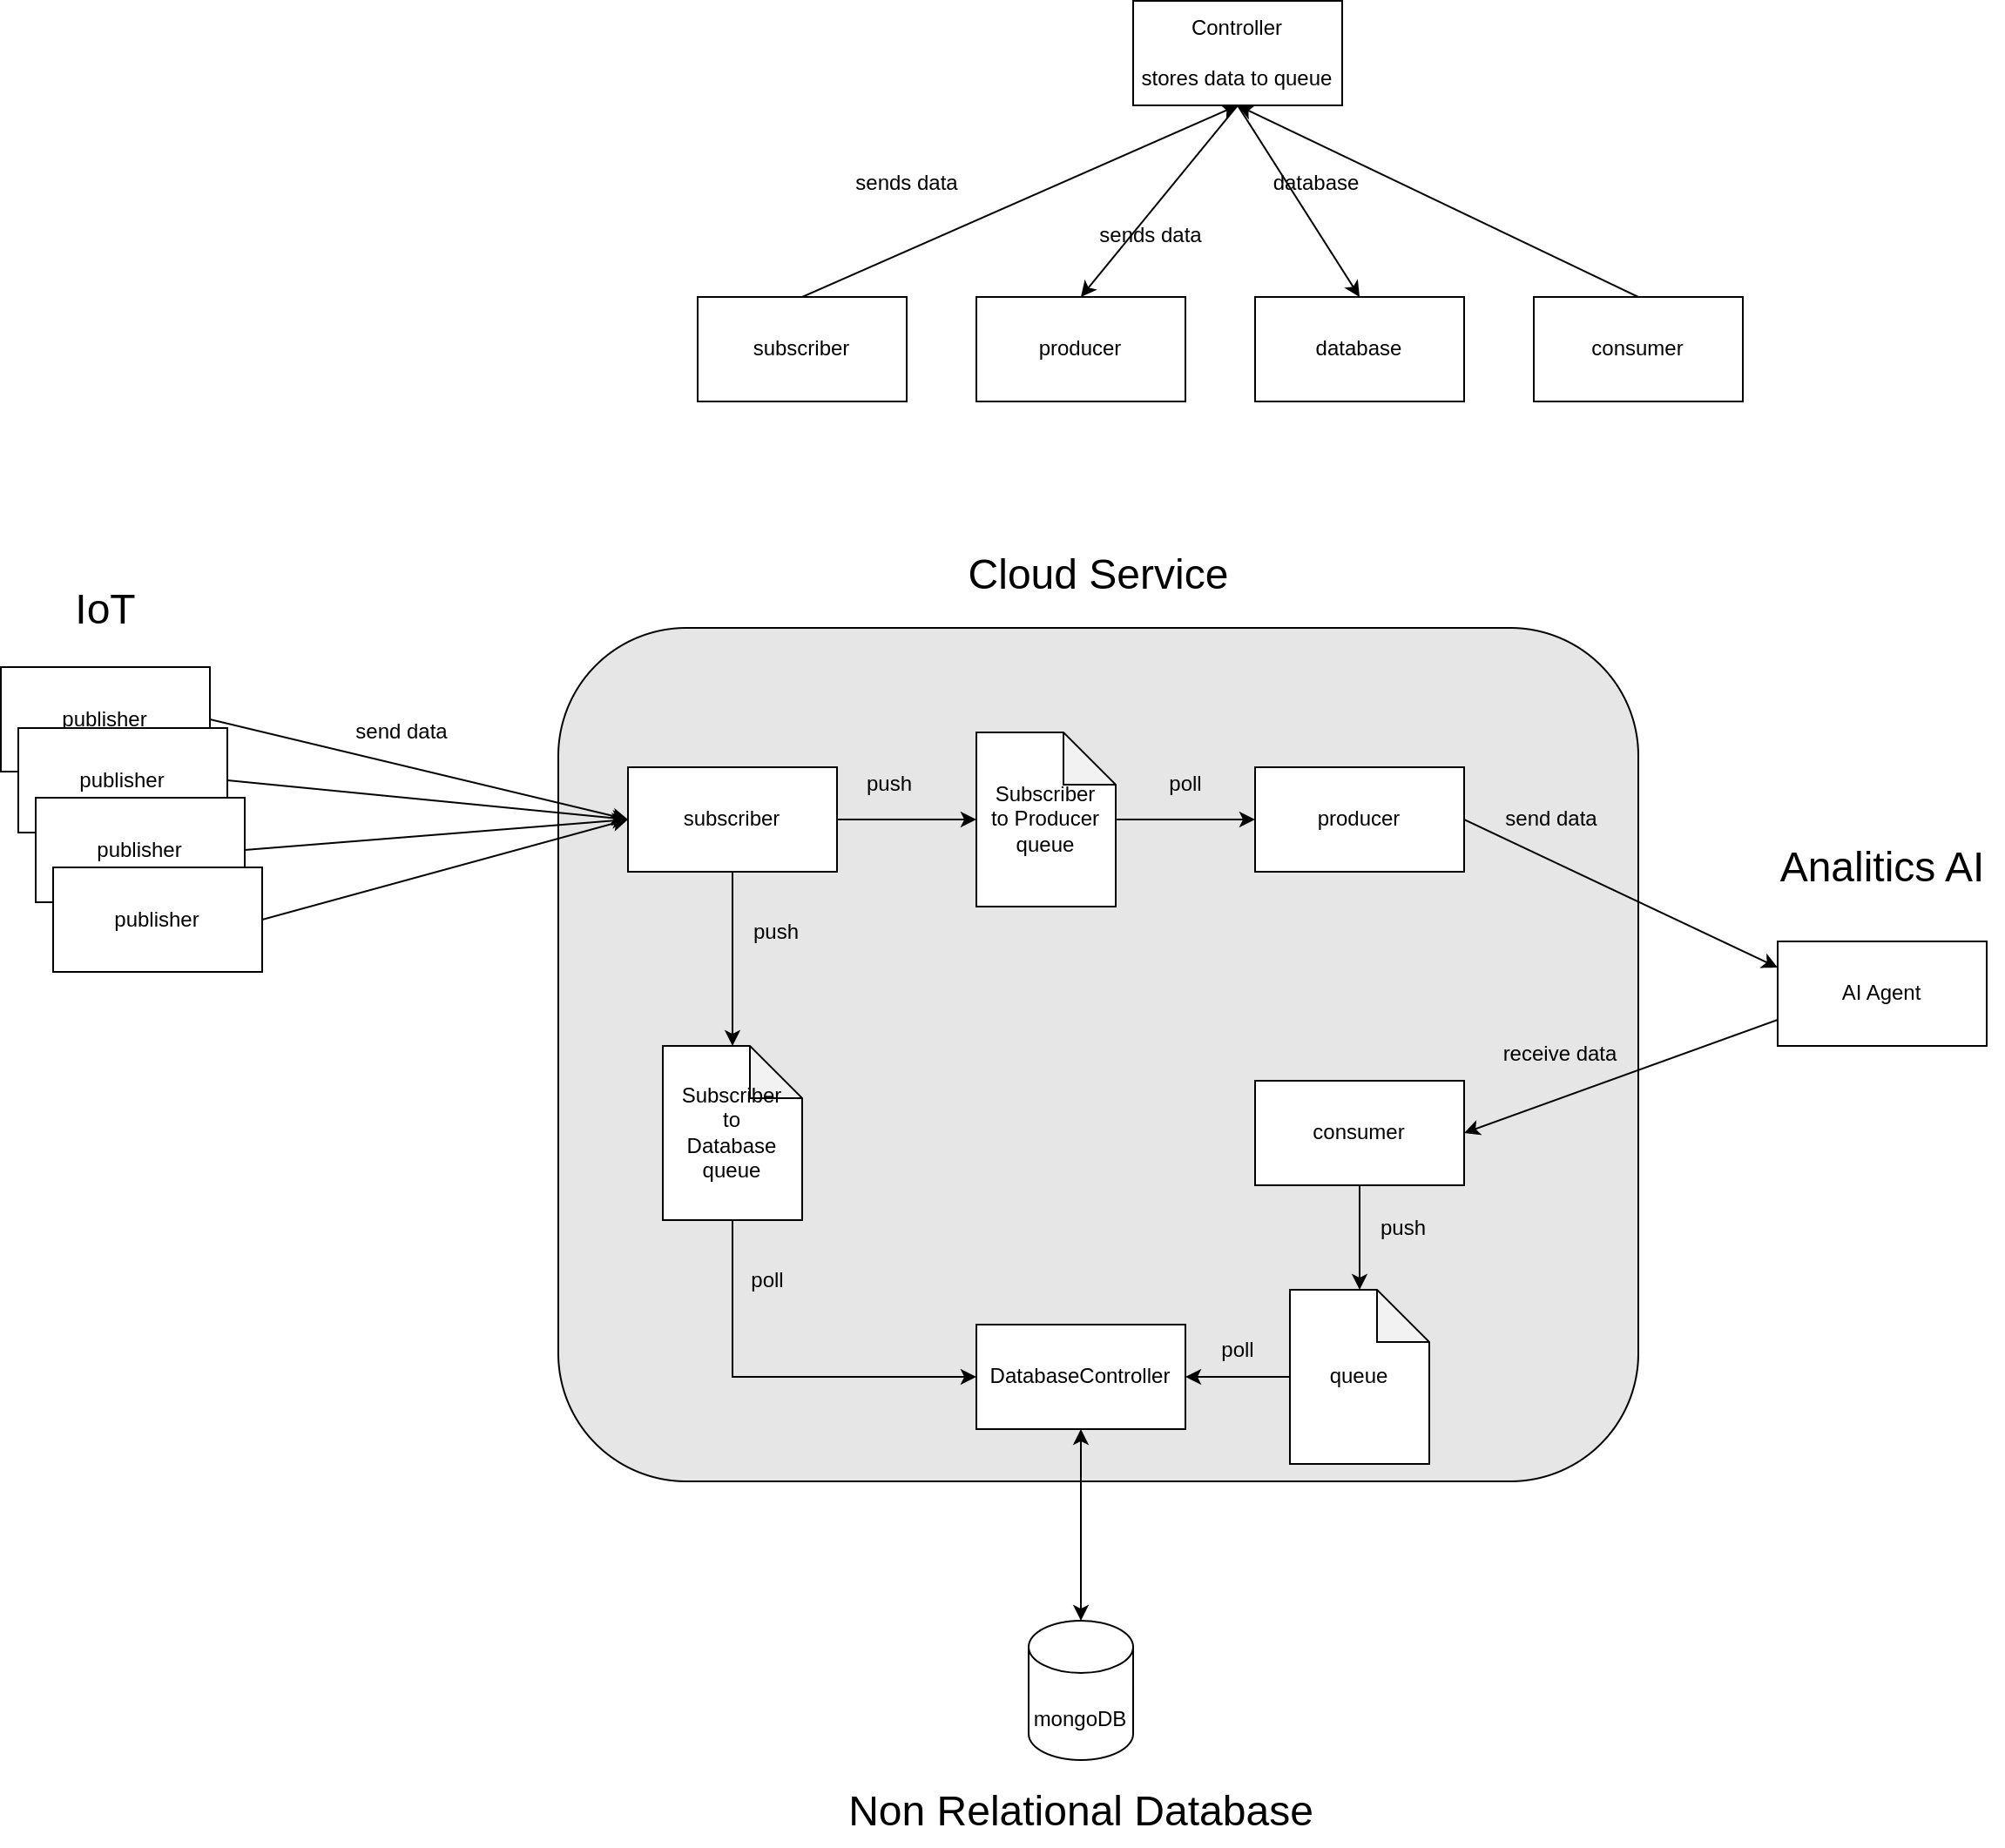 Controller
stores data to queue
sends data
database
sends data
subscriber
producer
database
consumer
Cloud Service
IoT
publisher
publisher
publisher
publisher
send data
subscriber
push
Subscriber
to Producer
queue
poll
producer
send data
Analitics AI
AI Agent
push
receive data
Subscriber
to
Database
queue
consumer
push
poll
DatabaseController
poll
queue
mongoDB
Non Relational Database